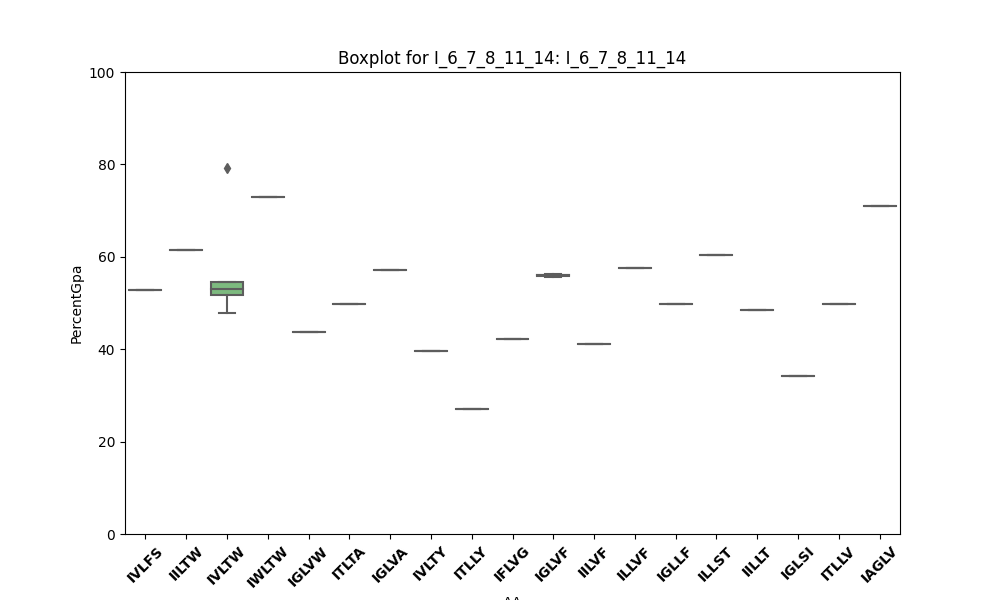 Boxplot for I_6_7_8_11_14: I_6_7_8_11_14
100
80
60
40
20
0
PercentGpa
IVLFS
IILTW
IVLTW
IWLTW
IGLVW
ITLTA
IGLVA
IVLTY
ITLLY
IFLVG
IGLVF
IILVF
ILLVF
IGLLF
ILLST
IILLT
IGLSI
ITLLV
IAGLV